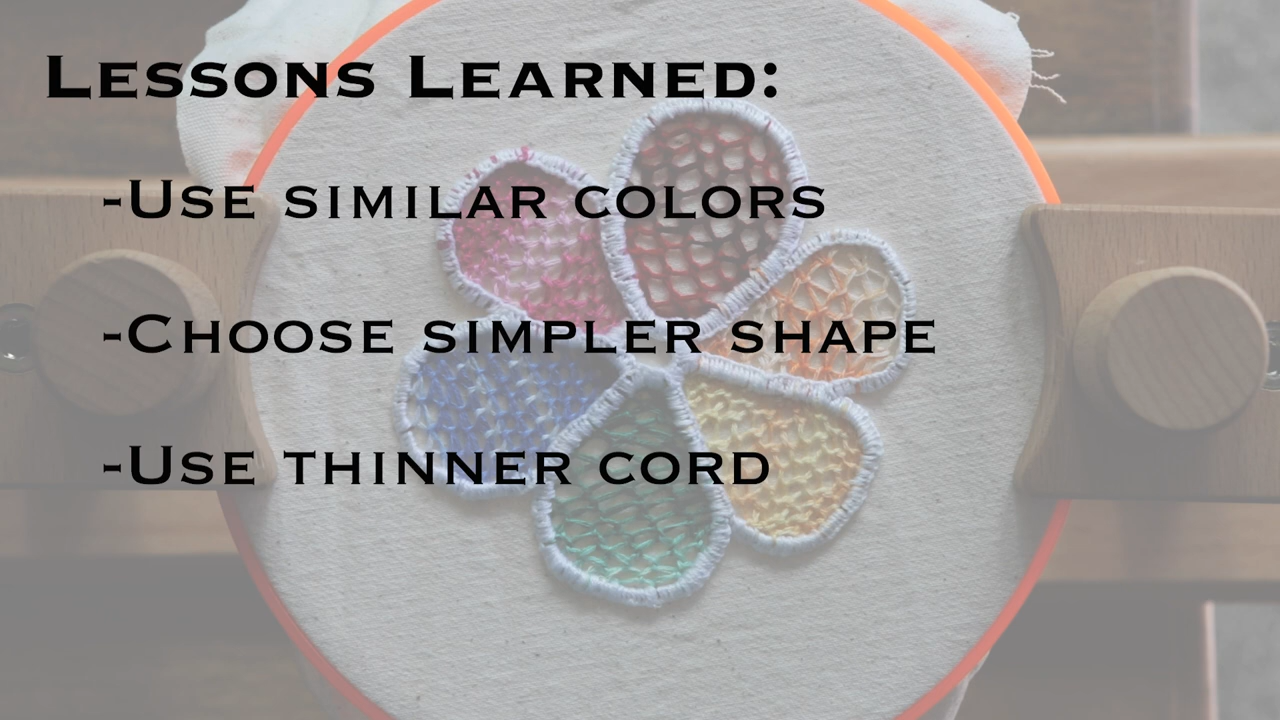 Lessons Learned:
-Use similar colors
-Choose simpler shape
-Use thinner cord